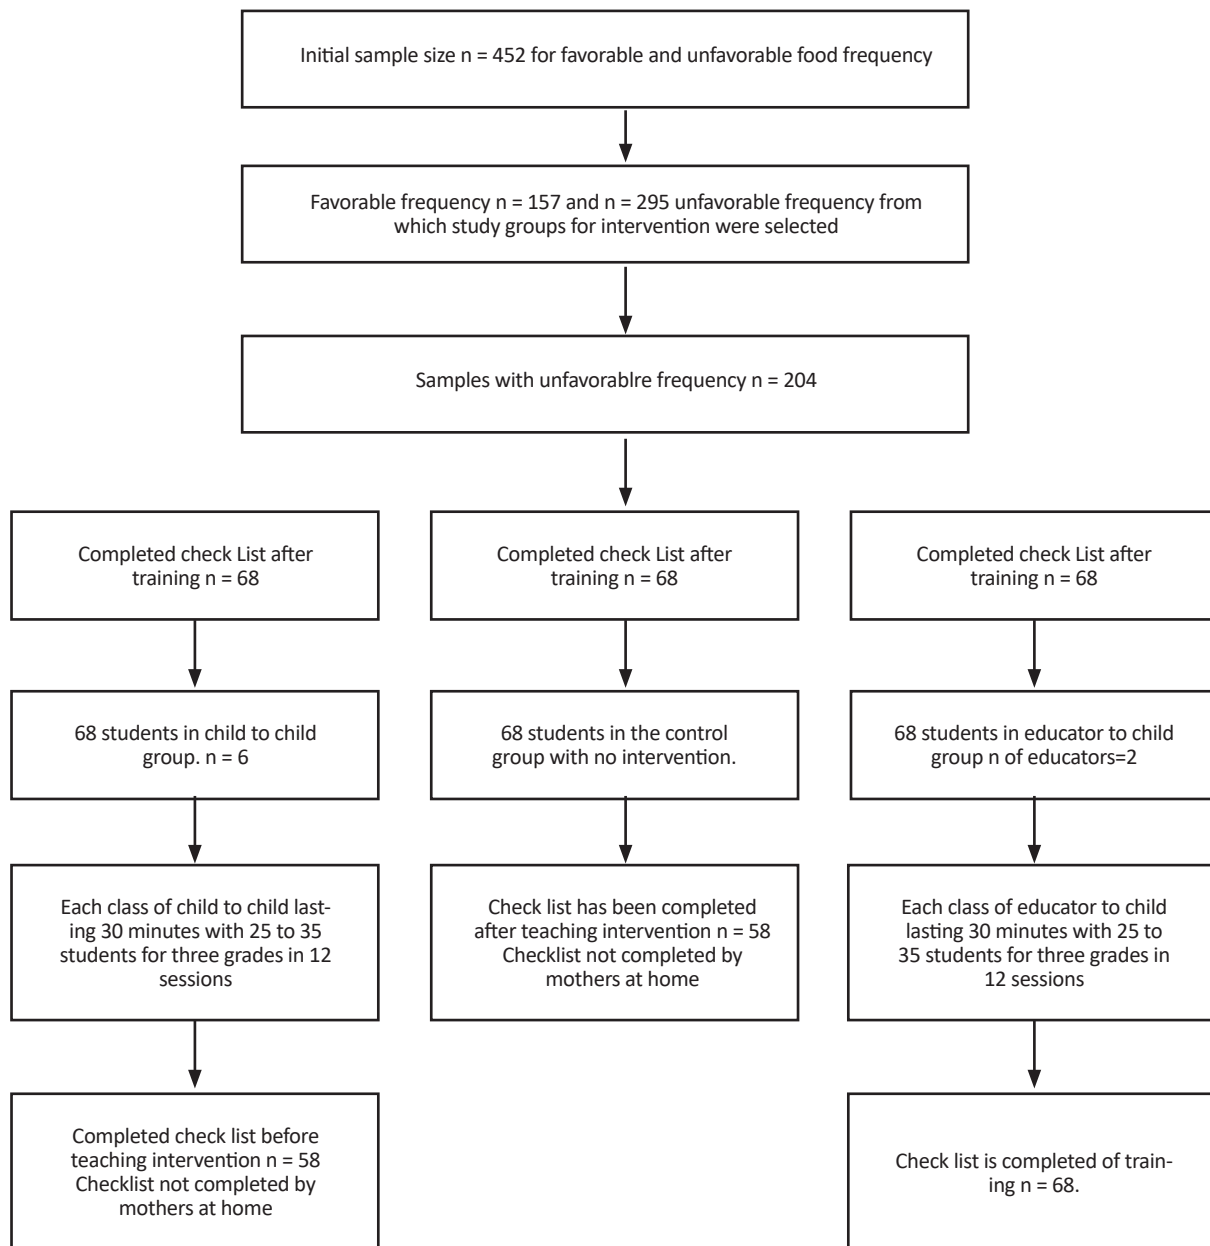 Initial sample size n = 452 for favorable and unfavorable food frequency
Favorable frequency n = 157 and n = 295 unfavorable frequency from
which study groups for intervention were selected
Samples with unfavorablre frequency n = 204
Completed check List after
training n = 68
Completed check List after
training n = 68
Completed check List after
training n = 68
68 students in child to child
group. n = 6
68 students in the control
group with no intervention.
68 students in educator to child
group n of educators=2
Each class of child to child last-
ing 30 minutes with 25 to 35
students for three grades in 12
sessions
Check list has been completed
after teaching intervention n = 58
Checklist not completed by
mothers at home
Each class of educator to child
lasting 30 minutes with 25 to
35 students for three grades in
12 sessions
Completed check list before
teaching intervention n = 58
Checklist not completed by
mothers at home
Check list is completed of train-
ing n = 68.